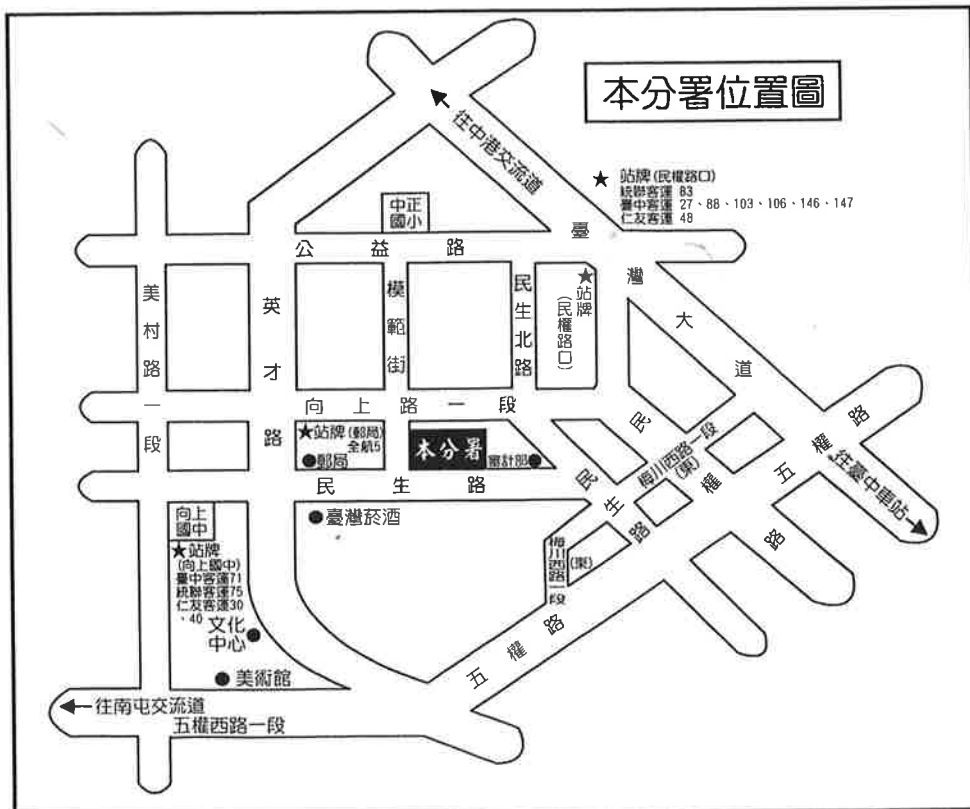 本分署位置圖
往中港交流道
★ 站牌(民權路口)
統聯客運 83
臺中客運 27、88、103、106、146、147
仁友客運 48
中正
國小
臺灣大道
公益路
美村路一段
英才路
模範街
民生北路
★站牌(民權路口)
向上路一段
★站牌(郵局)
全航5
●郵局
本分署
審計部●
民生路
民生路
民權路
梅川西路一段
(東)
五權路
往臺中車站
向上
國中
●臺灣菸酒
★站牌
(向上國中)
臺中客運71
統聯客運75
仁友客運30
、40
文化
中心●
●美術館
梅川西路一段
(東)
五權路
往南屯交流道
五權西路一段